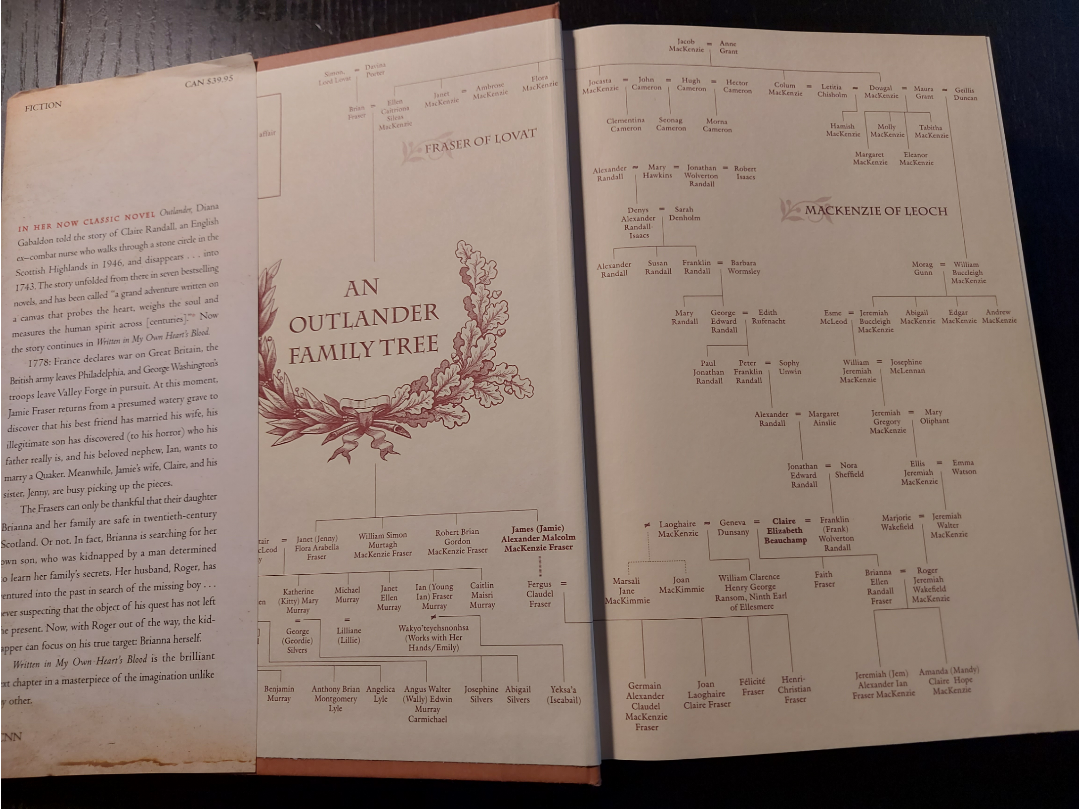 FICTION
CAN $39.95
IN HER NOW CLASSIC NOVEL Outlander, Diana
Gabaldon told the story of Claire Randall, an English
ex–combat nurse who walks through a stone circle in the
Scottish Highlands in 1946, and disappears . . . into
1743. The story unfolded from there in seven bestselling
novels, and has been called "a grand adventure written on
a canvas that probes the heart, weighs the soul and
measures the human spirit across [centuries]." Now
the story continues in Written in My Own Heart's Blood.
1778: France declares war on Great Britain, the
British army leaves Philadelphia, and George Washington's
troops leave Valley Forge in pursuit. At this moment,
Jamie Fraser returns from a presumed watery grave to
discover that his best friend has married his wife, his
illegitimate son has discovered (to his horror) who his
father really is, and his beloved nephew, Ian, wants to
marry a Quaker. Meanwhile, Jamie's wife, Claire, and his
sister, Jenny, are busy picking up the pieces.
The Frasers can only be thankful that their daughter
Brianna and her family are safe in twentieth-century
Scotland. Or not. In fact, Brianna is searching for her
own son, who was kidnapped by a man determined
to learn her family's secrets. Her husband, Roger, has
ventured into the past in search of the missing boy . . .
never suspecting that the object of his quest has not left
the present. Now, with Roger out of the way, the kid-
napper can focus on his true target: Brianna herself.
Written in My Own Heart's Blood is the brilliant
chapter in a masterpiece of the imagination unlike
other.
affair
Simon, Lord Lovat = Davina Porter
Brian Fraser = Ellen Caitriona Sileas MacKenzie
Janet MacKenzie = Ambrose MacKenzie
Flora MacKenzie
FRASER OF LOVAT
AN
OUTLANDER
FAMILY TREE
= Janet (Jenny) Flora Arabella Fraser
William Simon Murtagh MacKenzie Fraser
Robert Brian Gordon MacKenzie Fraser
James (Jamie) Alexander Malcolm MacKenzie Fraser
Katherine (Kitty) Mary Murray
Michael Murray
Janet Ellen Murray
Ian (Young Ian) Fraser Murray
Caitlin Maisri Murray
Fergus Claudel Fraser =
= George (Geordie) Silvers
= Lilliane (Lillie)
≠ Wakyo'teyehsnonhsa (Works with Her Hands/Emily)
Benjamin Murray
Anthony Brian Montgomery Lyle
Angelica Lyle
Angus Walter (Wally) Edwin Murray Carmichael
Josephine Silvers
Abigail Silvers
Yeksa'a (Iseabail)
Jacob MacKenzie = Anne Grant
Jocasta MacKenzie = John Cameron = Hugh Cameron = Hector Cameron
Colum MacKenzie = Letitia Chisholm = Dougal MacKenzie = Maura Grant = Geillis Duncan
Clementina Cameron
Seonag Cameron
Morna Cameron
Hamish MacKenzie
Molly MacKenzie
Tabitha MacKenzie
Margaret MacKenzie
Eleanor MacKenzie
Alexander Randall = Mary Hawkins = Jonathan Wolverton Randall = Robert Isaacs
Denys Alexander Randall Isaacs = Sarah Denholm
MACKENZIE OF LEOCH
Alexander Randall
Susan Randall
Franklin Randall = Barbara Wormsley
Morag Gunn = William Buccleigh MacKenzie
Mary Randall
George Edward Randall = Edith Rufenacht
Esme McLeod = Jeremiah Buccleigh MacKenzie
Abigail MacKenzie
Edgar MacKenzie
Andrew MacKenzie
Paul Jonathan Randall
Peter Franklin Randall = Sophy Unwin
William Jeremiah MacKenzie = Josephine McLennan
Alexander Randall = Margaret Ainslie
Jeremiah Gregory MacKenzie = Mary Oliphant
Jonathan Edward Randall = Nora Sheffield
Ellis Jeremiah MacKenzie = Emma Watson
≠ Laoghaire MacKenzie = Geneva Dunsany = Claire Elizabeth Beauchamp = Franklin (Frank) Wolverton Randall
Marjorie Wakefield = Jeremiah Walter MacKenzie
Marsali Jane MacKimmie
Joan MacKimmie
William Clarence Henry George Ransom, Ninth Earl of Ellesmere
Faith Fraser
Brianna Ellen Randall Fraser = Roger Jeremiah Wakefield MacKenzie
Germain Alexander Claudel MacKenzie Fraser
Joan Laoghaire Claire Fraser
Félicité Fraser
Henri-Christian Fraser
Jeremiah (Jem) Alexander Ian Fraser MacKenzie
Amanda (Mandy) Claire Hope MacKenzie